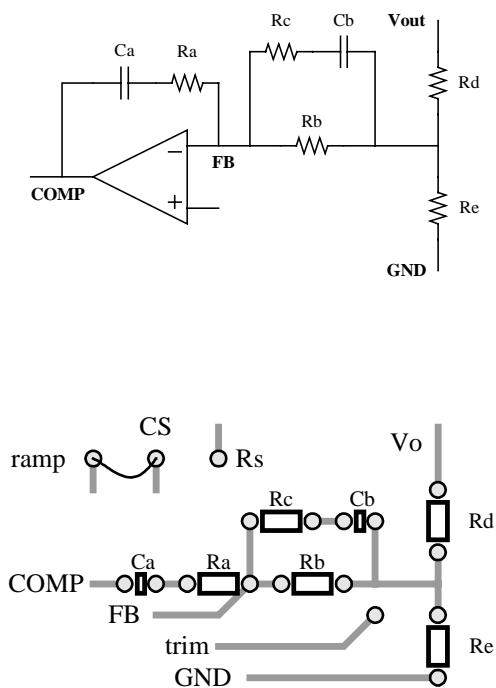 Rc Cb Vout
Ca Ra Rd
Rb
−
FB
COMP + Re
GND
CS Vo
ramp Rs
Rc Cb Rd
Ca Ra Rb
COMP
FB
trim Re
GND